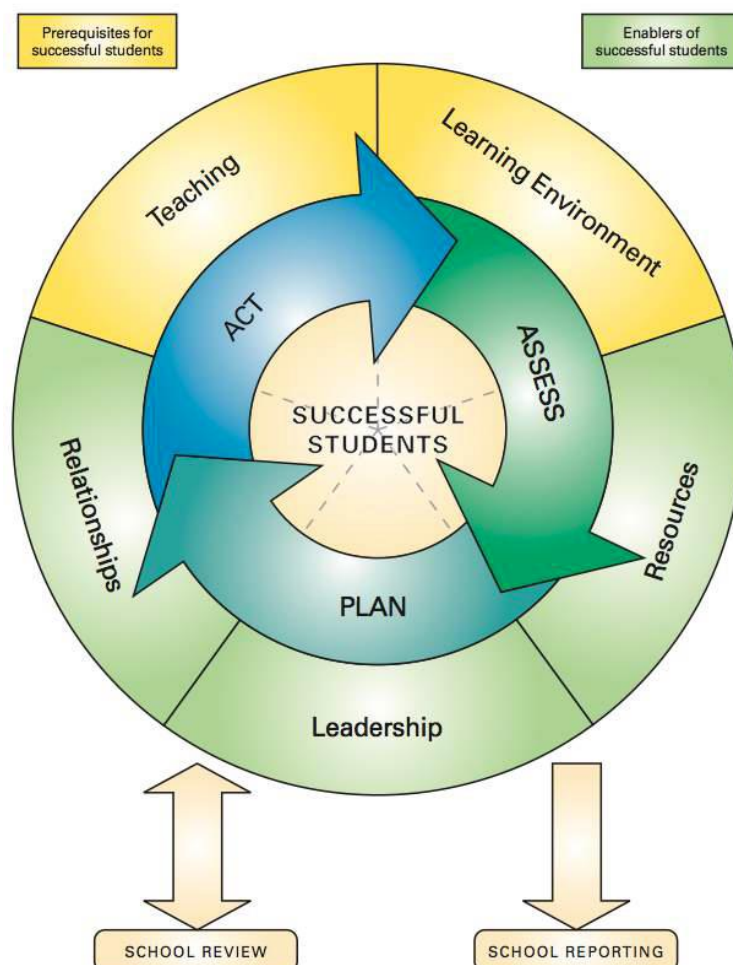 Prerequisites for
successful students
Enablers of
successful students
Teaching
Learning Environment
ACT
ASSESS
SUCCESSFUL
STUDENTS
Relationships
Resources
PLAN
Leadership
SCHOOL REVIEW
SCHOOL REPORTING